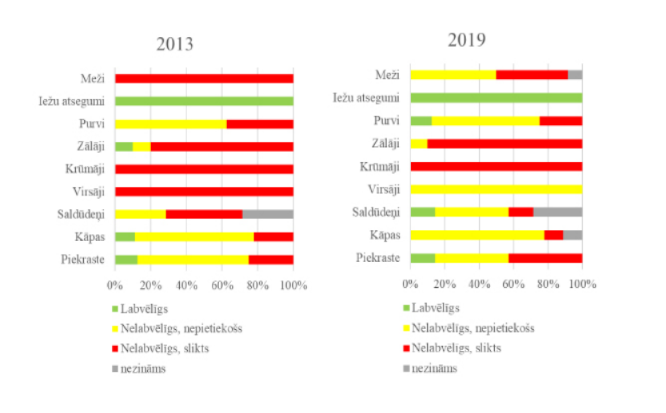 2013
Meži
Iežu atsegumi
Purvi
Zālāji
Krūmāji
Virsāji
Saldūdeņi
Kāpas
Piekraste
0% 20% 40% 60% 80% 100%
Labvēlīgs
Nelabvēlīgs, nepietiekošs
Nelabvēlīgs, slikts
nezināms
2019
Meži
Iežu atsegumi
Purvi
Zālāji
Krūmāji
Virsāji
Saldūdeņi
Kāpas
Piekraste
0% 20% 40% 60% 80% 100%
Labvēlīgs
Nelabvēlīgs, nepietiekošs
Nelabvēlīgs, slikts
nezināms